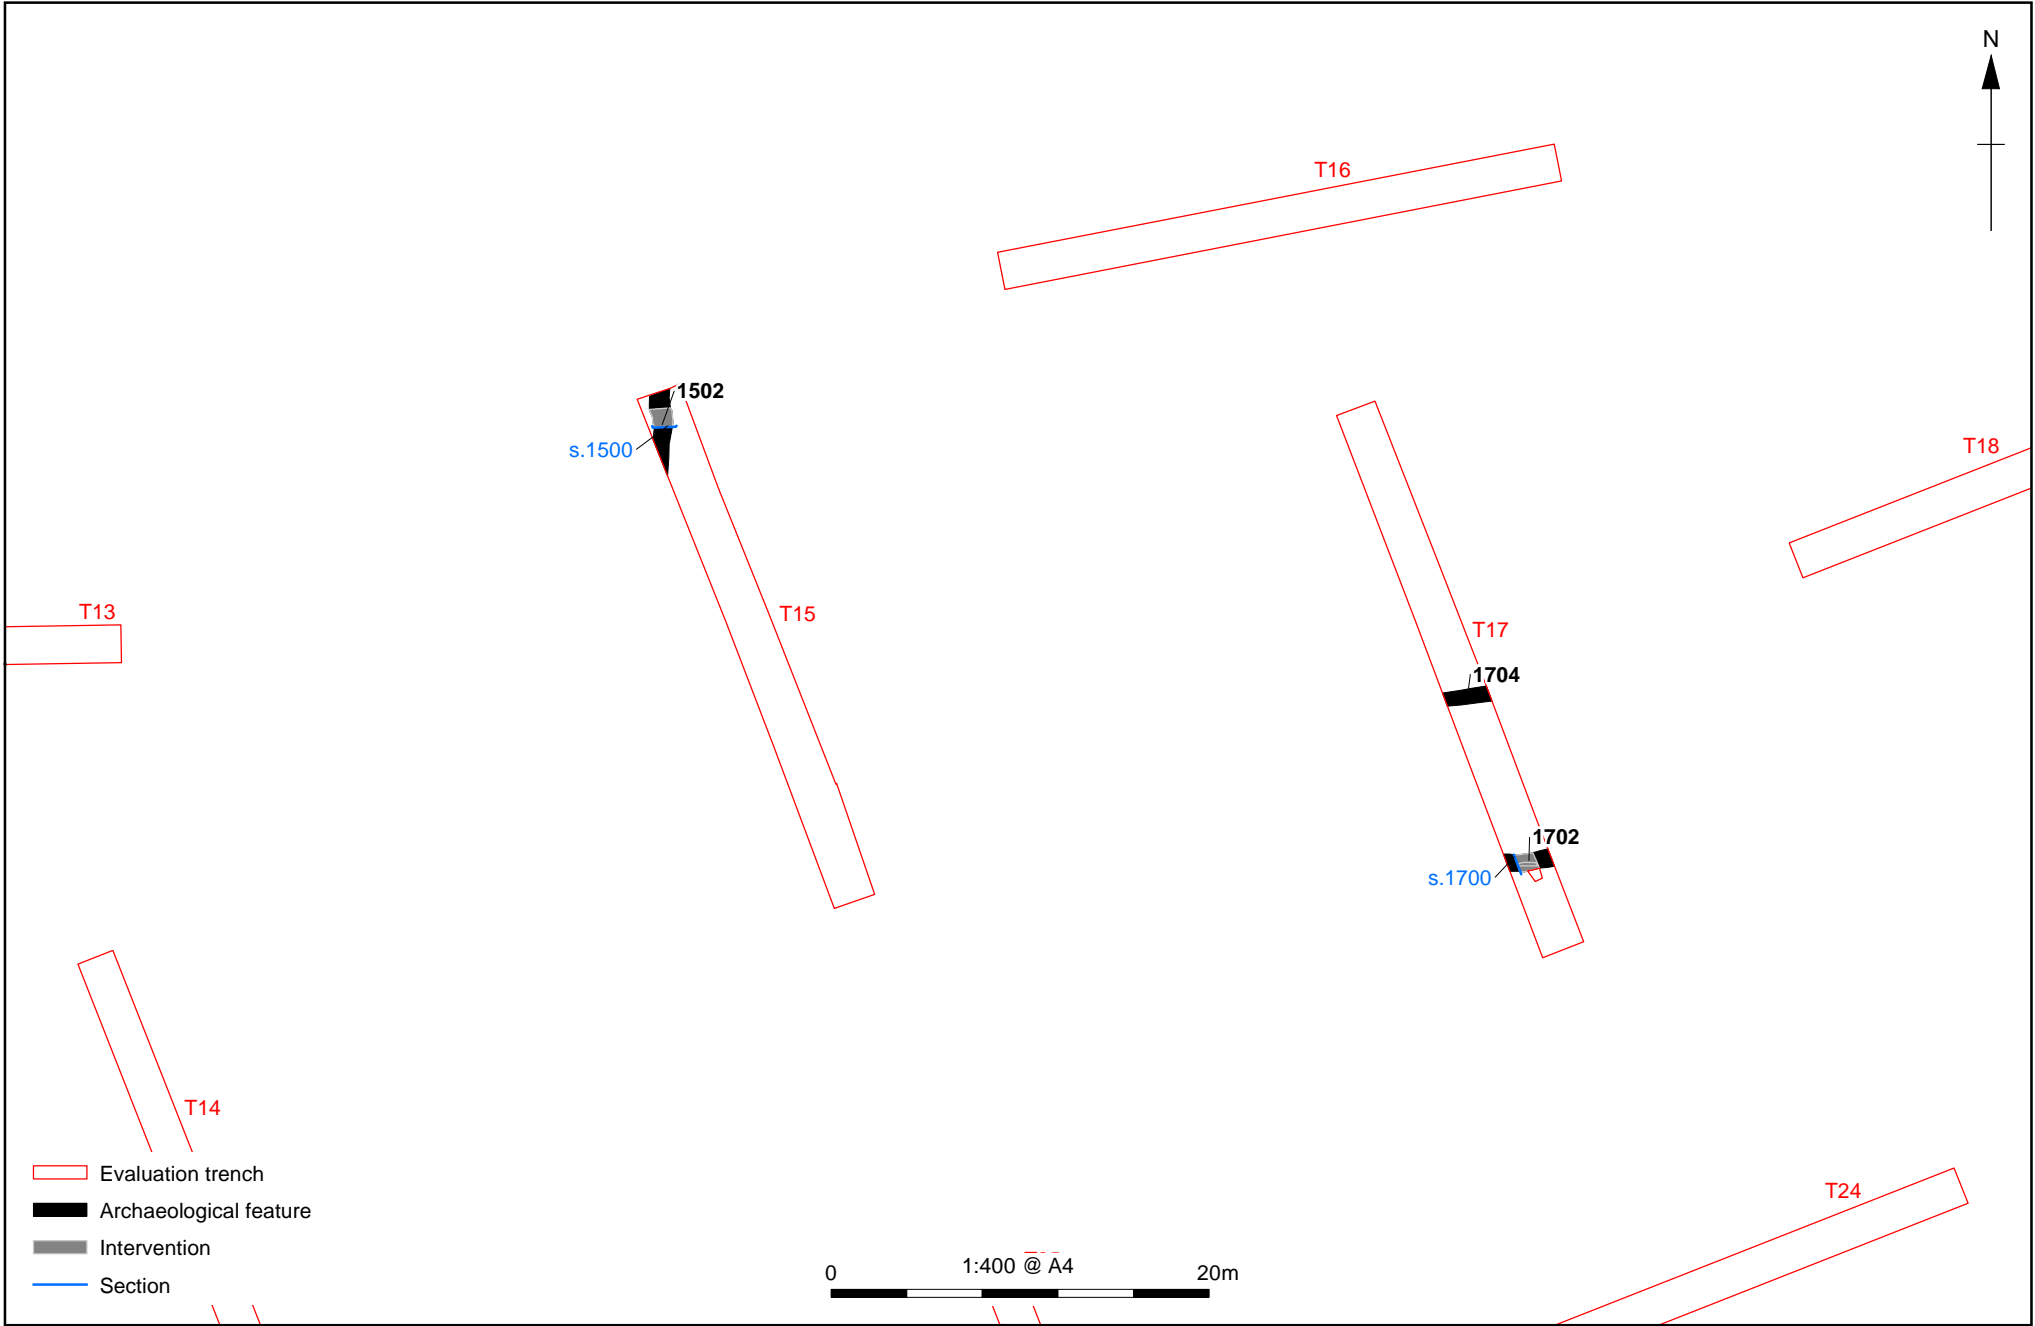 N
T16
1502
s.1500
T18
T13
T15
T17
1704
1702
s.1700
T14
T24
Evaluation trench
Archaeological feature
Intervention
Section
0
1:400 @ A4
20m